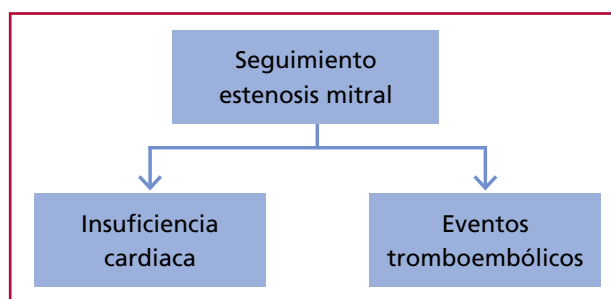 Seguimiento
estenosis mitral
Insuficiencia
cardiaca
Eventos
tromboembólicos